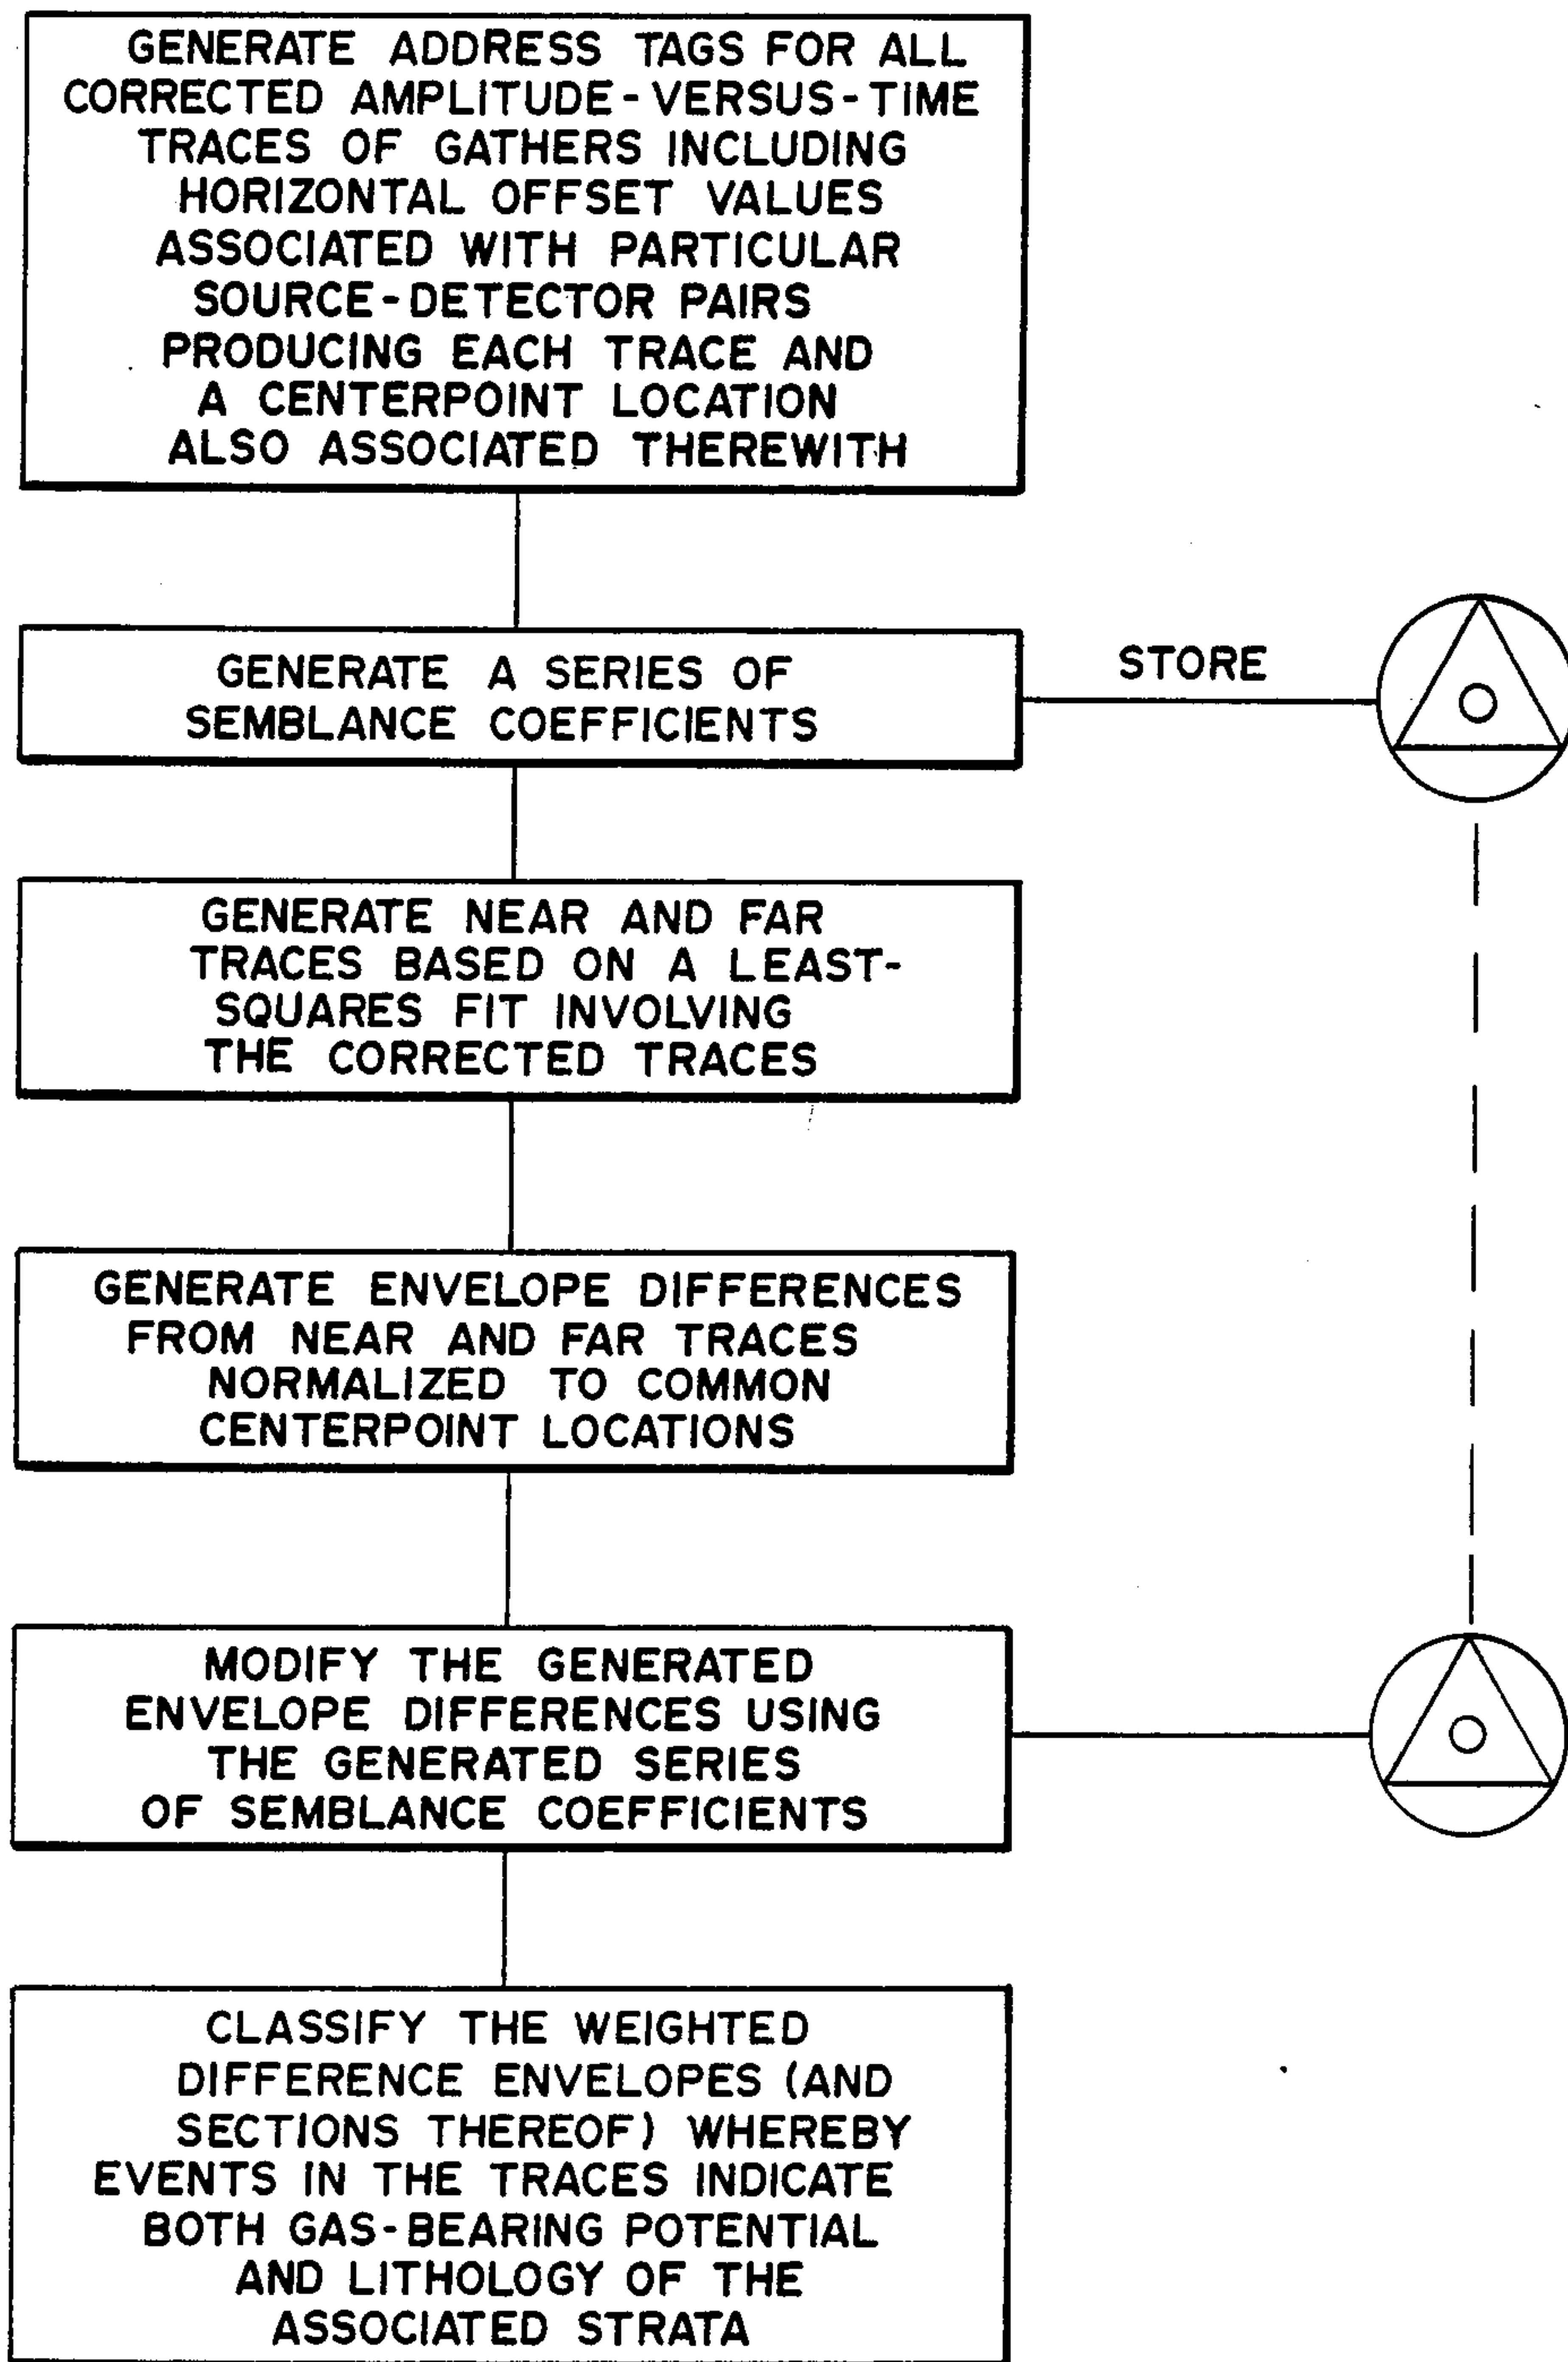 GENERATE ADDRESS TAGS FOR ALL
CORRECTED AMPLITUDE-VERSUS-TIME
TRACES OF GATHERS INCLUDING
HORIZONTAL OFFSET VALUES
ASSOCIATED WITH PARTICULAR
SOURCE-DETECTOR PAIRS
PRODUCING EACH TRACE AND
A CENTERPOINT LOCATION
ALSO ASSOCIATED THEREWITH
GENERATE A SERIES OF
SEMBLANCE COEFFICIENTS
STORE
GENERATE NEAR AND FAR
TRACES BASED ON A LEAST-
SQUARES FIT INVOLVING
THE CORRECTED TRACES
GENERATE ENVELOPE DIFFERENCES
FROM NEAR AND FAR TRACES
NORMALIZED TO COMMON
CENTERPOINT LOCATIONS
MODIFY THE GENERATED
ENVELOPE DIFFERENCES USING
THE GENERATED SERIES
OF SEMBLANCE COEFFICIENTS
CLASSIFY THE WEIGHTED
DIFFERENCE ENVELOPES (AND
SECTIONS THEREOF) WHEREBY
EVENTS IN THE TRACES INDICATE
BOTH GAS-BEARING POTENTIAL
AND LITHOLOGY OF THE
ASSOCIATED STRATA